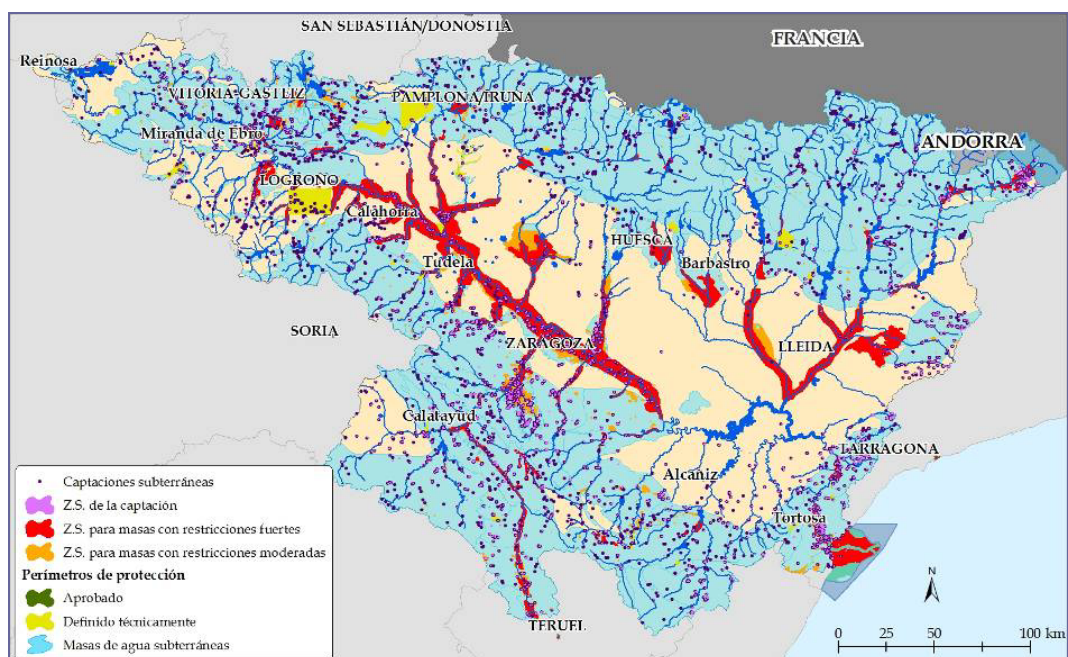 SAN SEBASTIÁN/DONOSTIA
FRANCIA
Reinosa
VITORIA-GASTEIZ
PAMPLONA/IRUÑA
Miranda de Ebro
ANDORRA
LOGROÑO
Calahorra
HUESCA
Barbastro
Tudela
SORIA
ZARAGOZA
LLEIDA
Calatayud
TARRAGONA
Alcañiz
Tortosa
TERUEL
Captaciones subterráneas
Z.S. de la captación
Z.S. para masas con restricciones fuertes
Z.S. para masas con restricciones moderadas
Perímetros de protección
Aprobado
Definido técnicamente
Masas de agua subterráneas
N
0 25 50 100 km